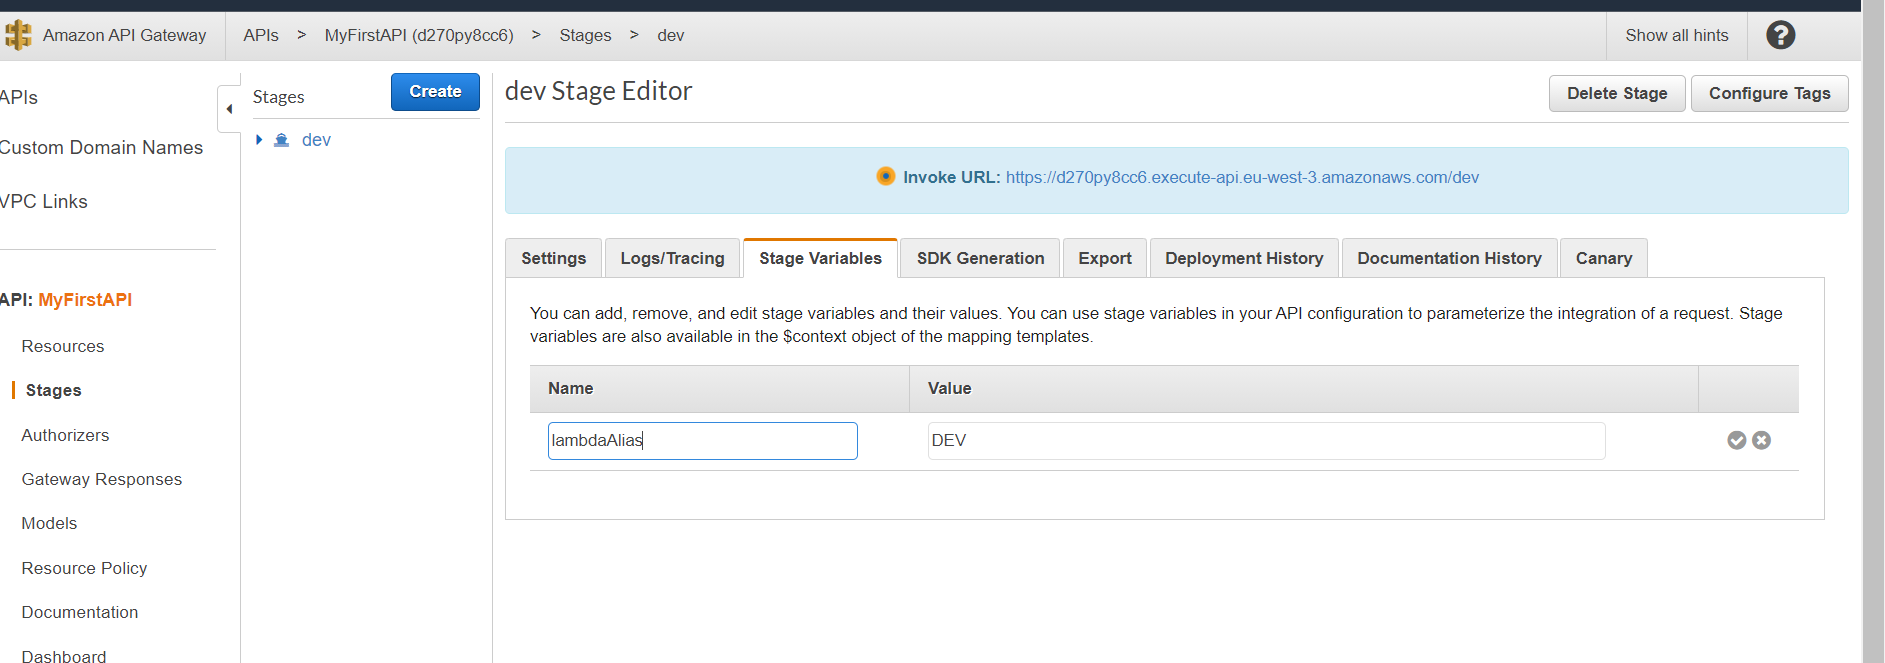 Amazon API Gateway
APIs > MyFirstAPI (d270py8cc6) > Stages > dev
Show all hints
?
APIs
Custom Domain Names
VPC Links
API: MyFirstAPI
Resources
Stages
Authorizers
Gateway Responses
Models
Resource Policy
Documentation
Dashboard
Stages
Create
dev
dev Stage Editor
Delete Stage
Configure Tags
Invoke URL: https://d270py8cc6.execute-api.eu-west-3.amazonaws.com/dev
Settings
Logs/Tracing
Stage Variables
SDK Generation
Export
Deployment History
Documentation History
Canary
You can add, remove, and edit stage variables and their values. You can use stage variables in your API configuration to parameterize the integration of a request. Stage
variables are also available in the $context object of the mapping templates.
Name
Value
lambdaAlias
DEV